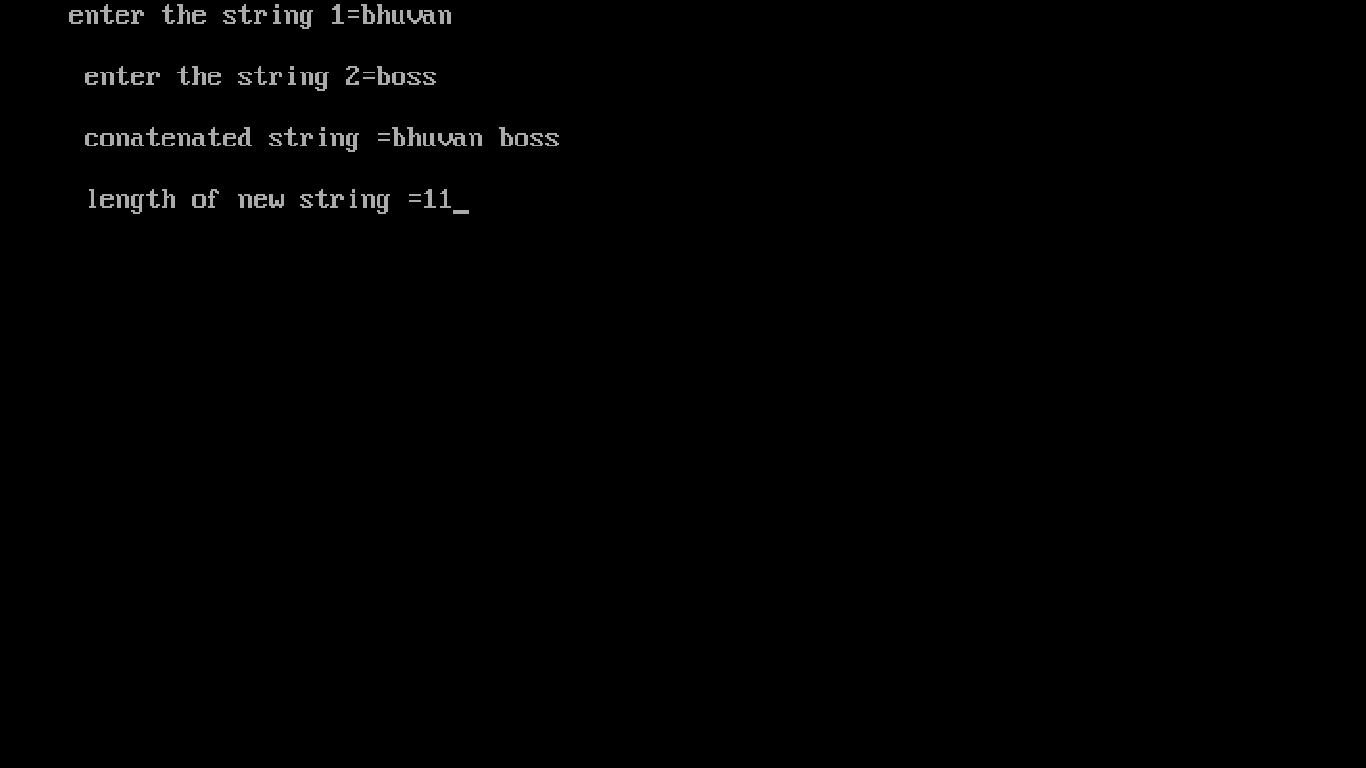 enter the string 1=bhuvan
enter the string 2=boss
conatenated string =bhuvan boss
length of new string =11_